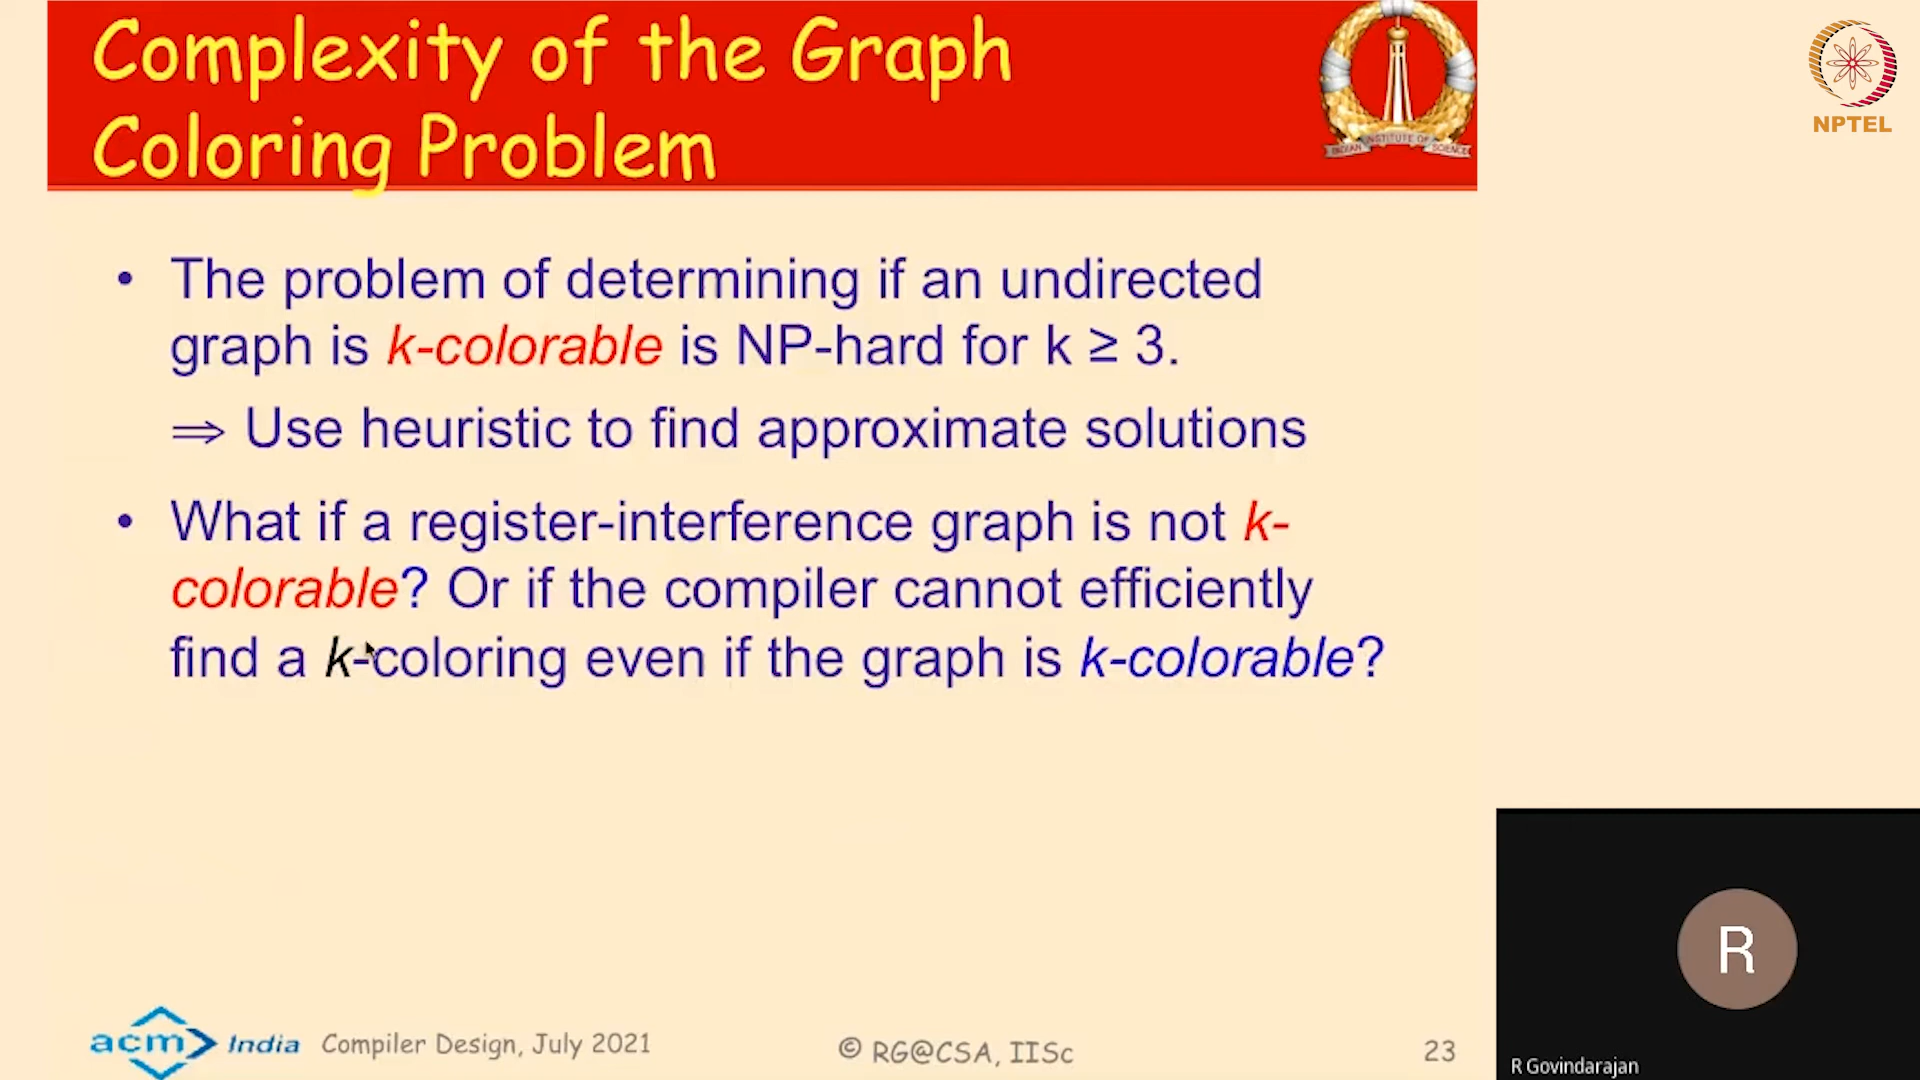 Complexity of the Graph
Coloring Problem
INSTITUTE OF SCIENCE
NPTEL
• The problem of determining if an undirected
graph is k-colorable is NP-hard for k ≥ 3.
⇒ Use heuristic to find approximate solutions
• What if a register-interference graph is not k-
colorable? Or if the compiler cannot efficiently
find a k-coloring even if the graph is k-colorable?
R
acm India Compiler Design, July 2021
© RG@CSA, IISc
23
R Govindarajan